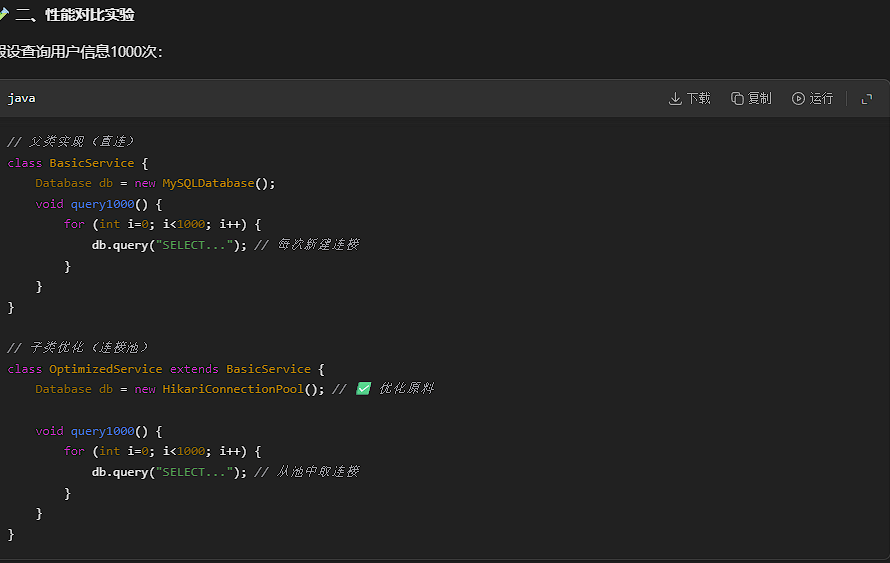 二、性能对比实验
假设查询用户信息1000次：
java 下载 复制 运行
// 父类实现（直连）
class BasicService {
    Database db = new MySQLDatabase();
    void query1000() {
        for (int i=0; i<1000; i++) {
            db.query("SELECT..."); // 每次新建连接
        }
    }
}
// 子类优化（连接池）
class OptimizedService extends BasicService {
    Database db = new HikariConnectionPool(); // ✅ 优化原料
    void query1000() {
        for (int i=0; i<1000; i++) {
            db.query("SELECT..."); // 从池中取连接
        }
    }
}